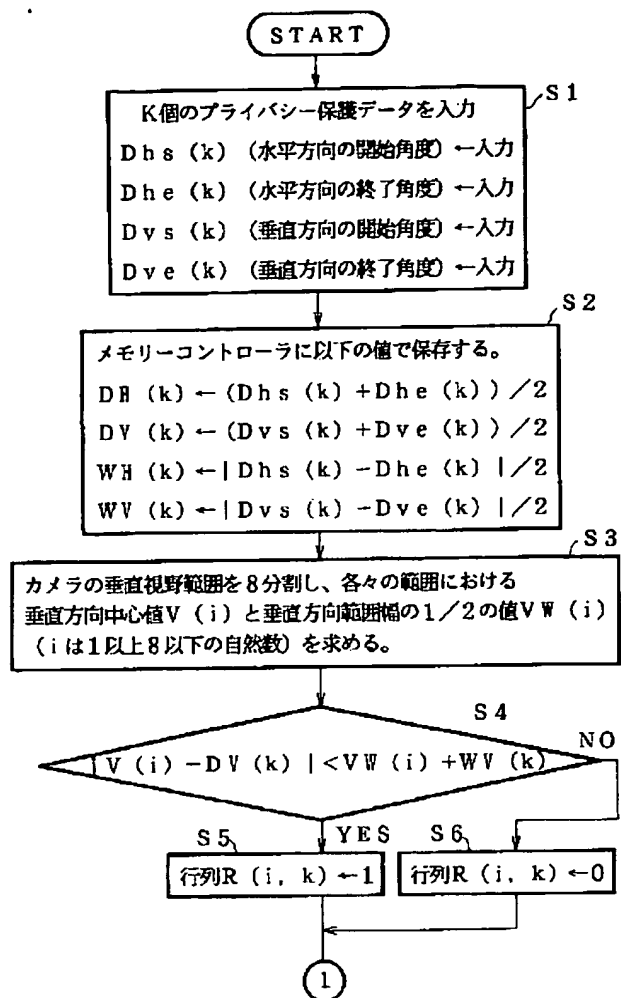 START
S1
K個のプライバシー保護データを入力
Dhs (k) (水平方向の開始角度) ←入力
Dhe (k) (水平方向の終了角度) ←入力
Dvs (k) (垂直方向の開始角度) ←入力
Dve (k) (垂直方向の終了角度) ←入力
S2
メモリーコントローラに以下の値で保存する。
DH (k) ← (Dhs (k) +Dhe (k) ) /2
DV (k) ← (Dvs (k) +Dve (k) ) /2
WH (k) ←|Dhs (k) −Dhe (k) |/2
WV (k) ←|Dvs (k) −Dve (k) |/2
S3
カメラの垂直視野範囲を8分割し、各々の範囲における
垂直方向中心値V (i) と垂直方向範囲幅の1/2の値VW (i)
(iは1以上8以下の自然数) を求める。
S4
|V (i) −DV (k) |<VW (i) +WV (k)
NO
YES
S5
行列R (i, k) ←1
S6
行列R (i, k) ←0
1